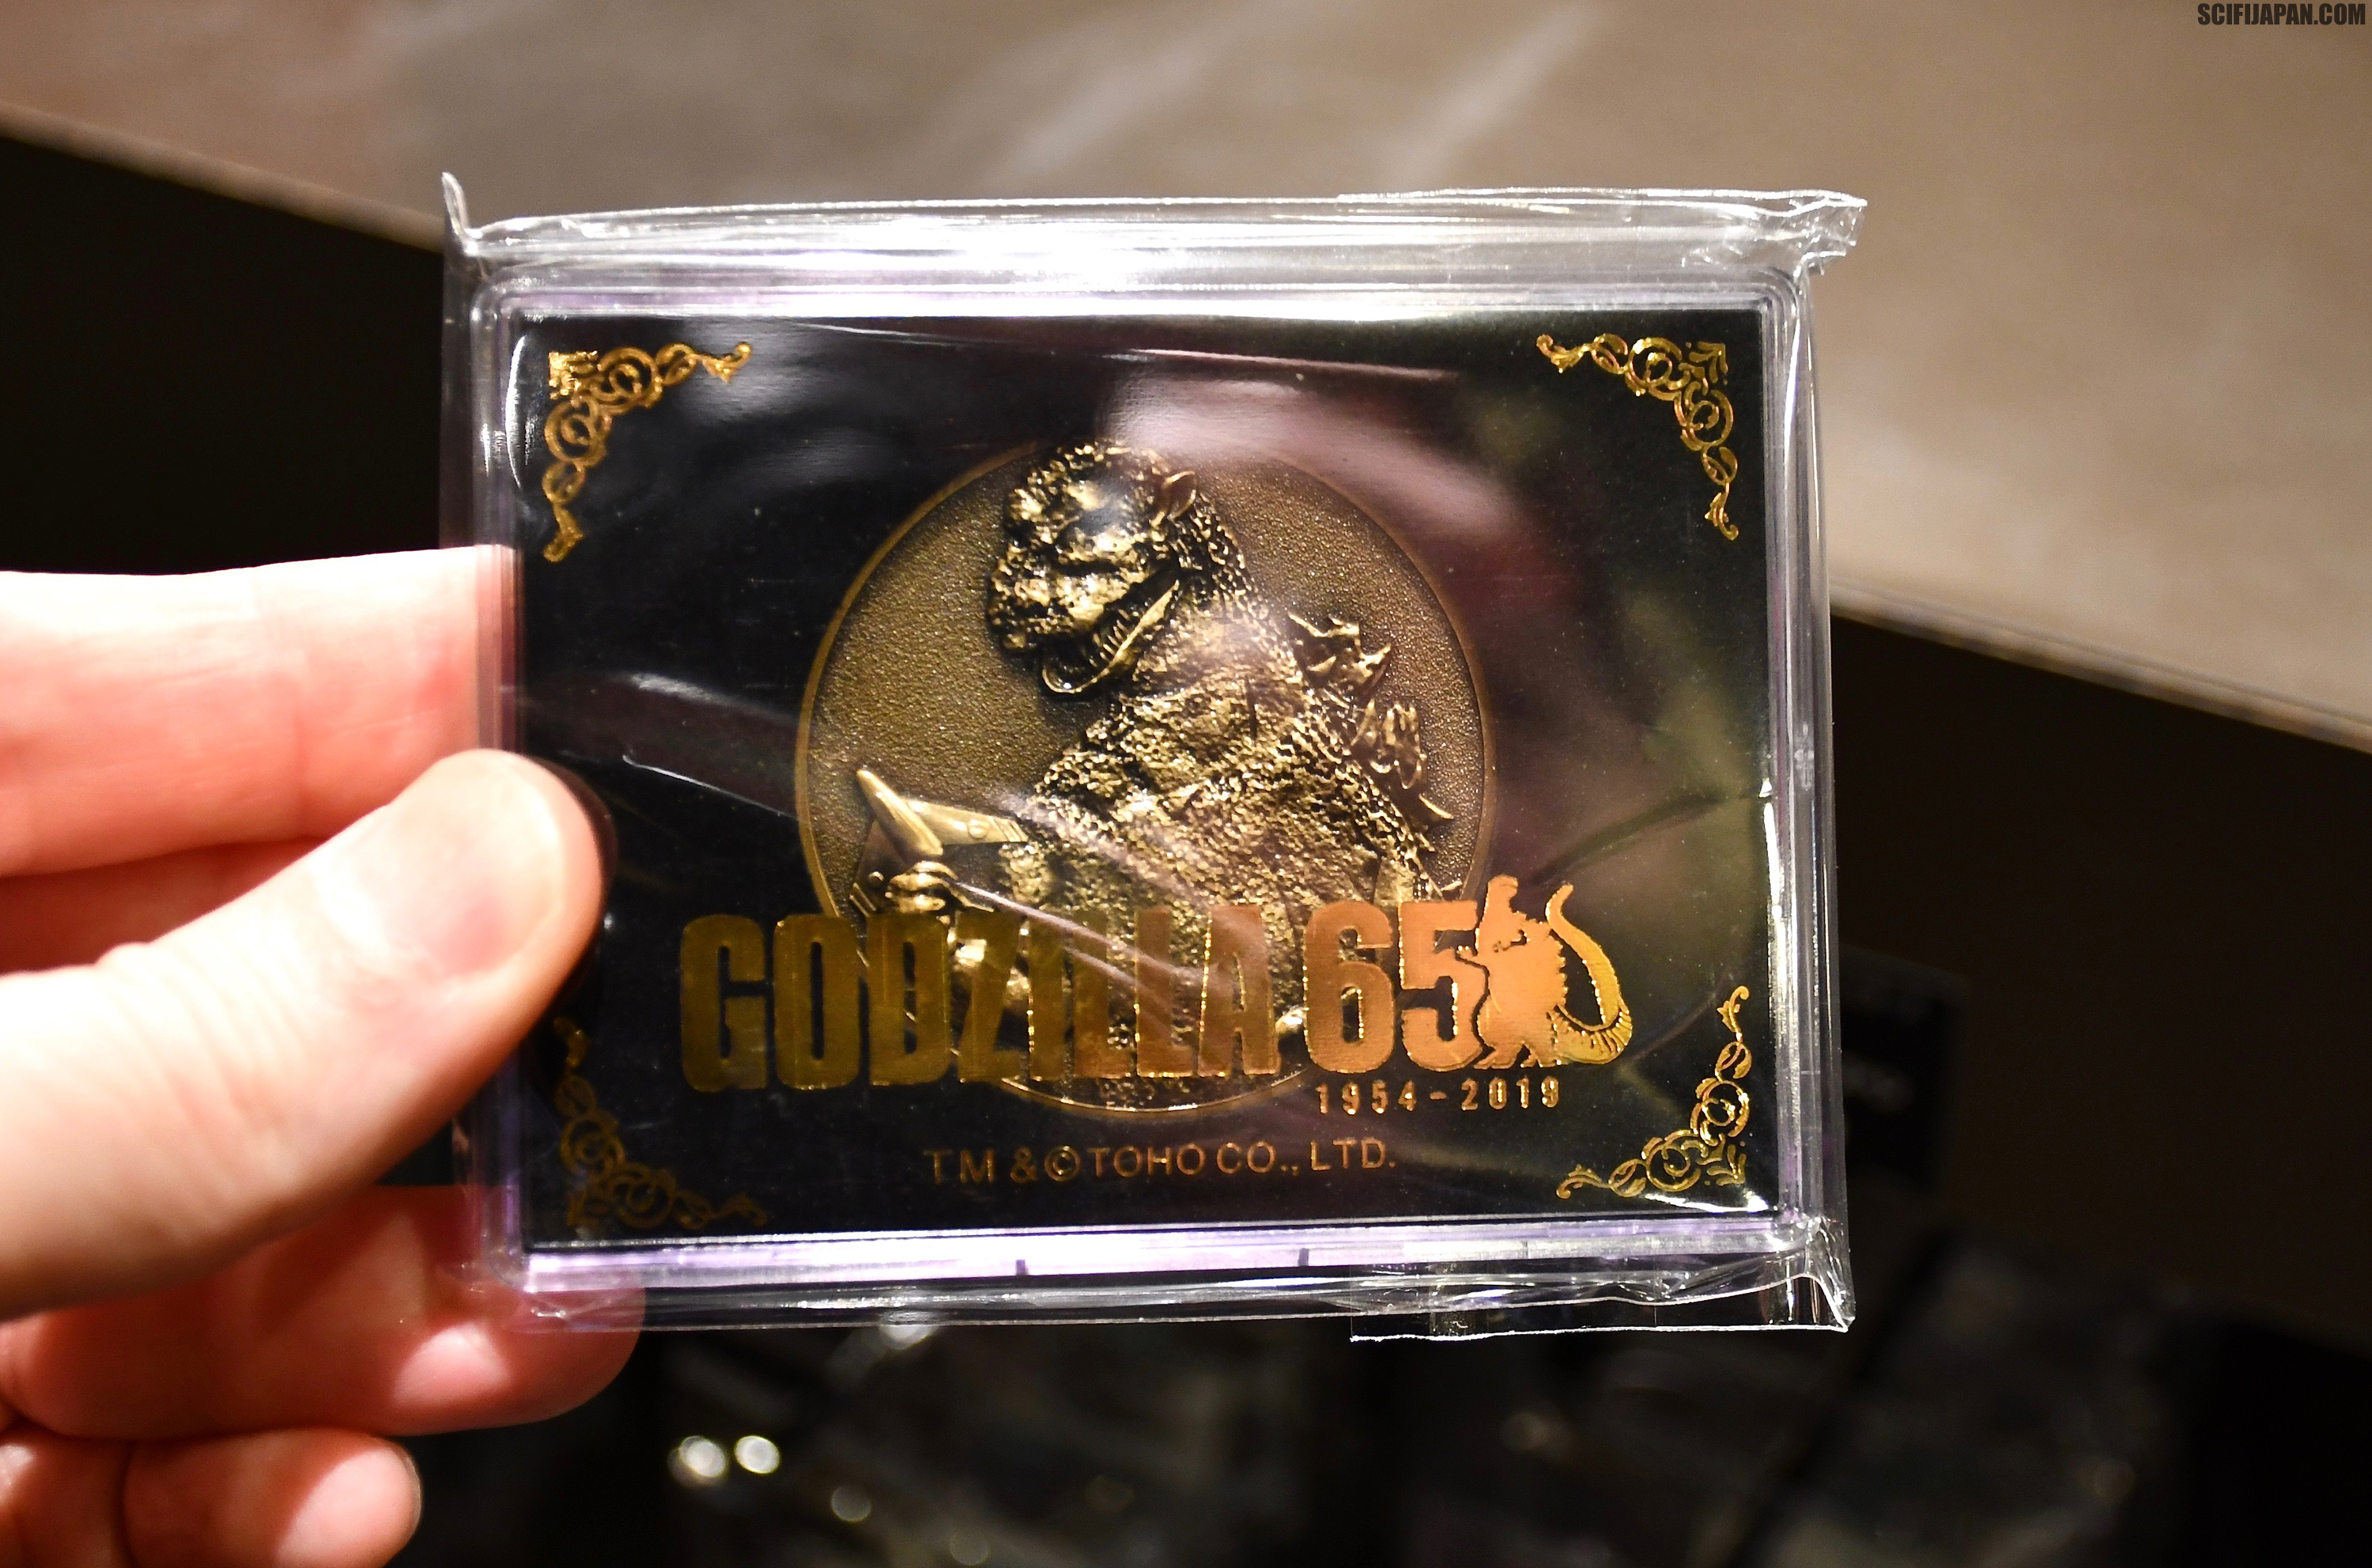 SCIFIJAPAN.COM
GODZILLA 65
1954-2019
TM & © TOHO CO., LTD.